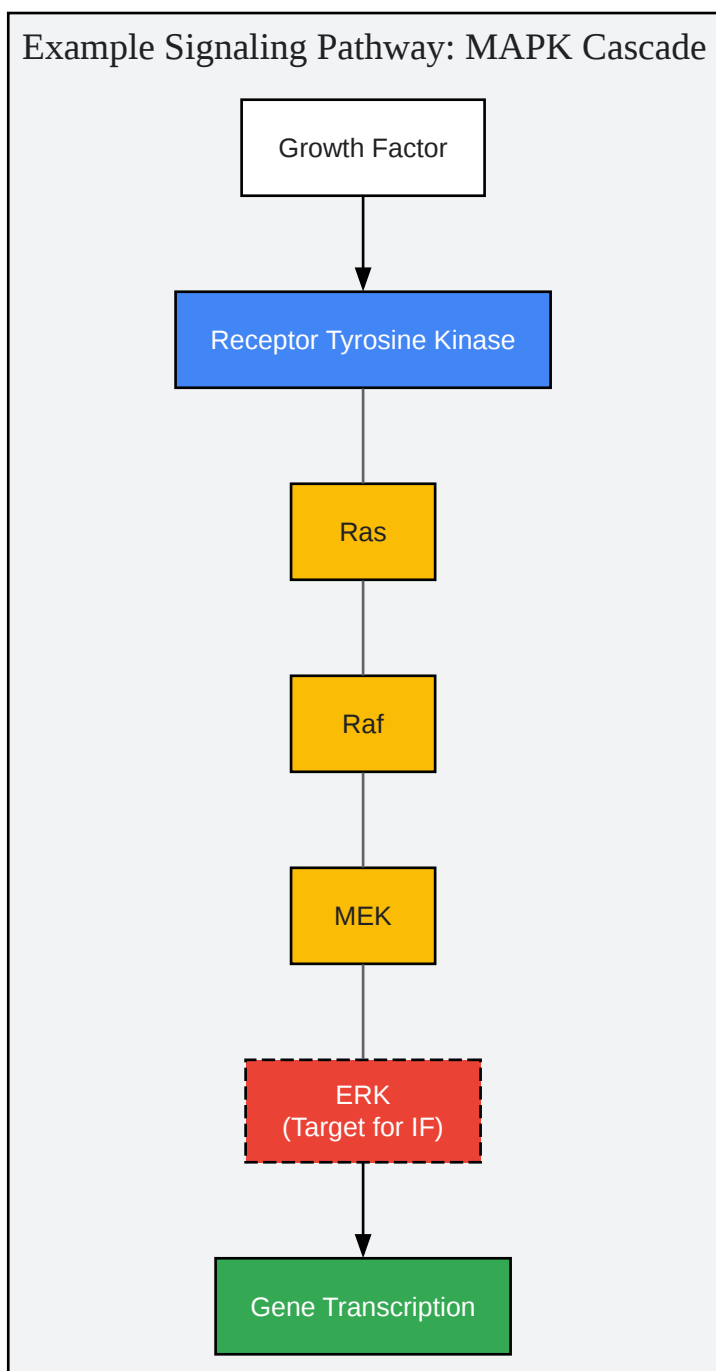 Example Signaling Pathway: MAPK Cascade
Growth Factor
Receptor Tyrosine Kinase
Ras
Raf
MEK
ERK
(Target for IF)
Gene Transcription